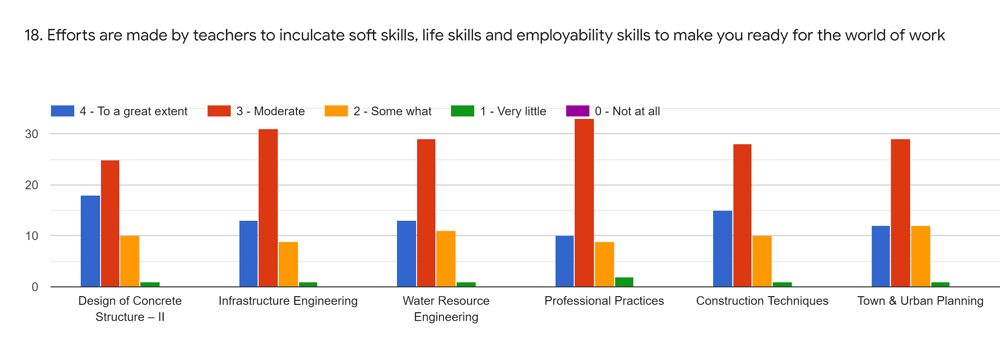 18. Efforts are made by teachers to inculcate soft skills, life skills and employability skills to make you ready for the world of work
4 - To a great extent 3 - Moderate 2 - Some what 1 - Very little 0 - Not at all
30
20
10
0
Design of Concrete Structure – II
Infrastructure Engineering
Water Resource Engineering
Professional Practices
Construction Techniques
Town & Urban Planning